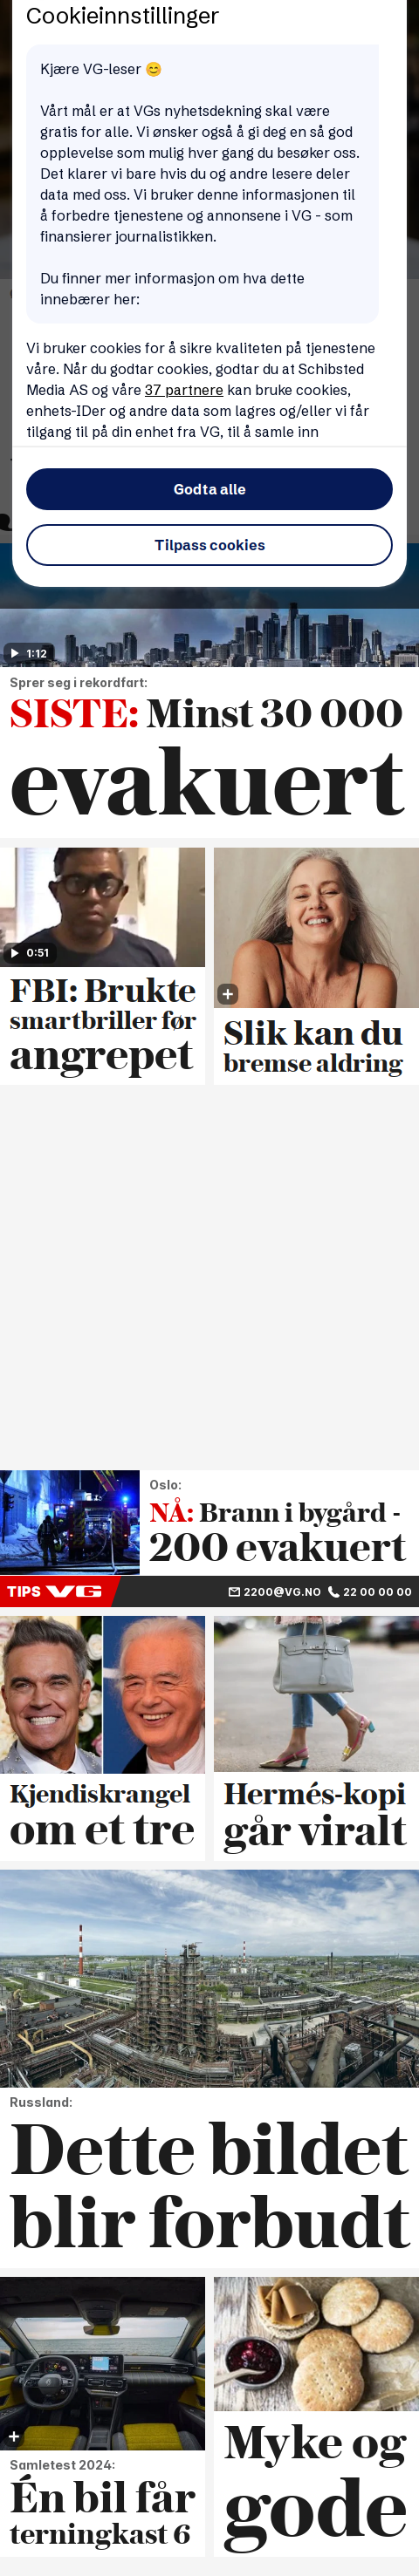 Cookieinnstillinger
Kjære VG-leser 😊
Vårt mål er at VGs nyhetsdekning skal være
gratis for alle. Vi ønsker også å gi deg en så god
opplevelse som mulig hver gang du besøker oss.
Det klarer vi bare hvis du og andre lesere deler
data med oss. Vi bruker denne informasjonen til
å forbedre tjenestene og annonsene i VG - som
finansierer journalistikken.
Du finner mer informasjon om hva dette
innebærer her:
Vi bruker cookies for å sikre kvaliteten på tjenestene
våre. Når du godtar cookies, godtar du at Schibsted
Media AS og våre 37 partnere kan bruke cookies,
enhets-IDer og andre data som lagres og/eller vi får
tilgang til på din enhet fra VG, til å samle inn
Godta alle
Tilpass cookies
1:12
Sprer seg i rekordfart:
SISTE: Minst 30 000
evakuert
0:51
FBI: Brukte
smartbriller før
angrepet
Slik kan du
bremse aldring
Oslo:
NÅ: Brann i bygård -
200 evakuert
TIPS VG
2200@VG.NO 22 00 00 00
Kjendiskrangel
om et tre
Hermés-kopi
går viralt
Russland:
Dette bildet
blir forbudt
Samletest 2024:
Én bil får
terningkast 6
Myke og
gode